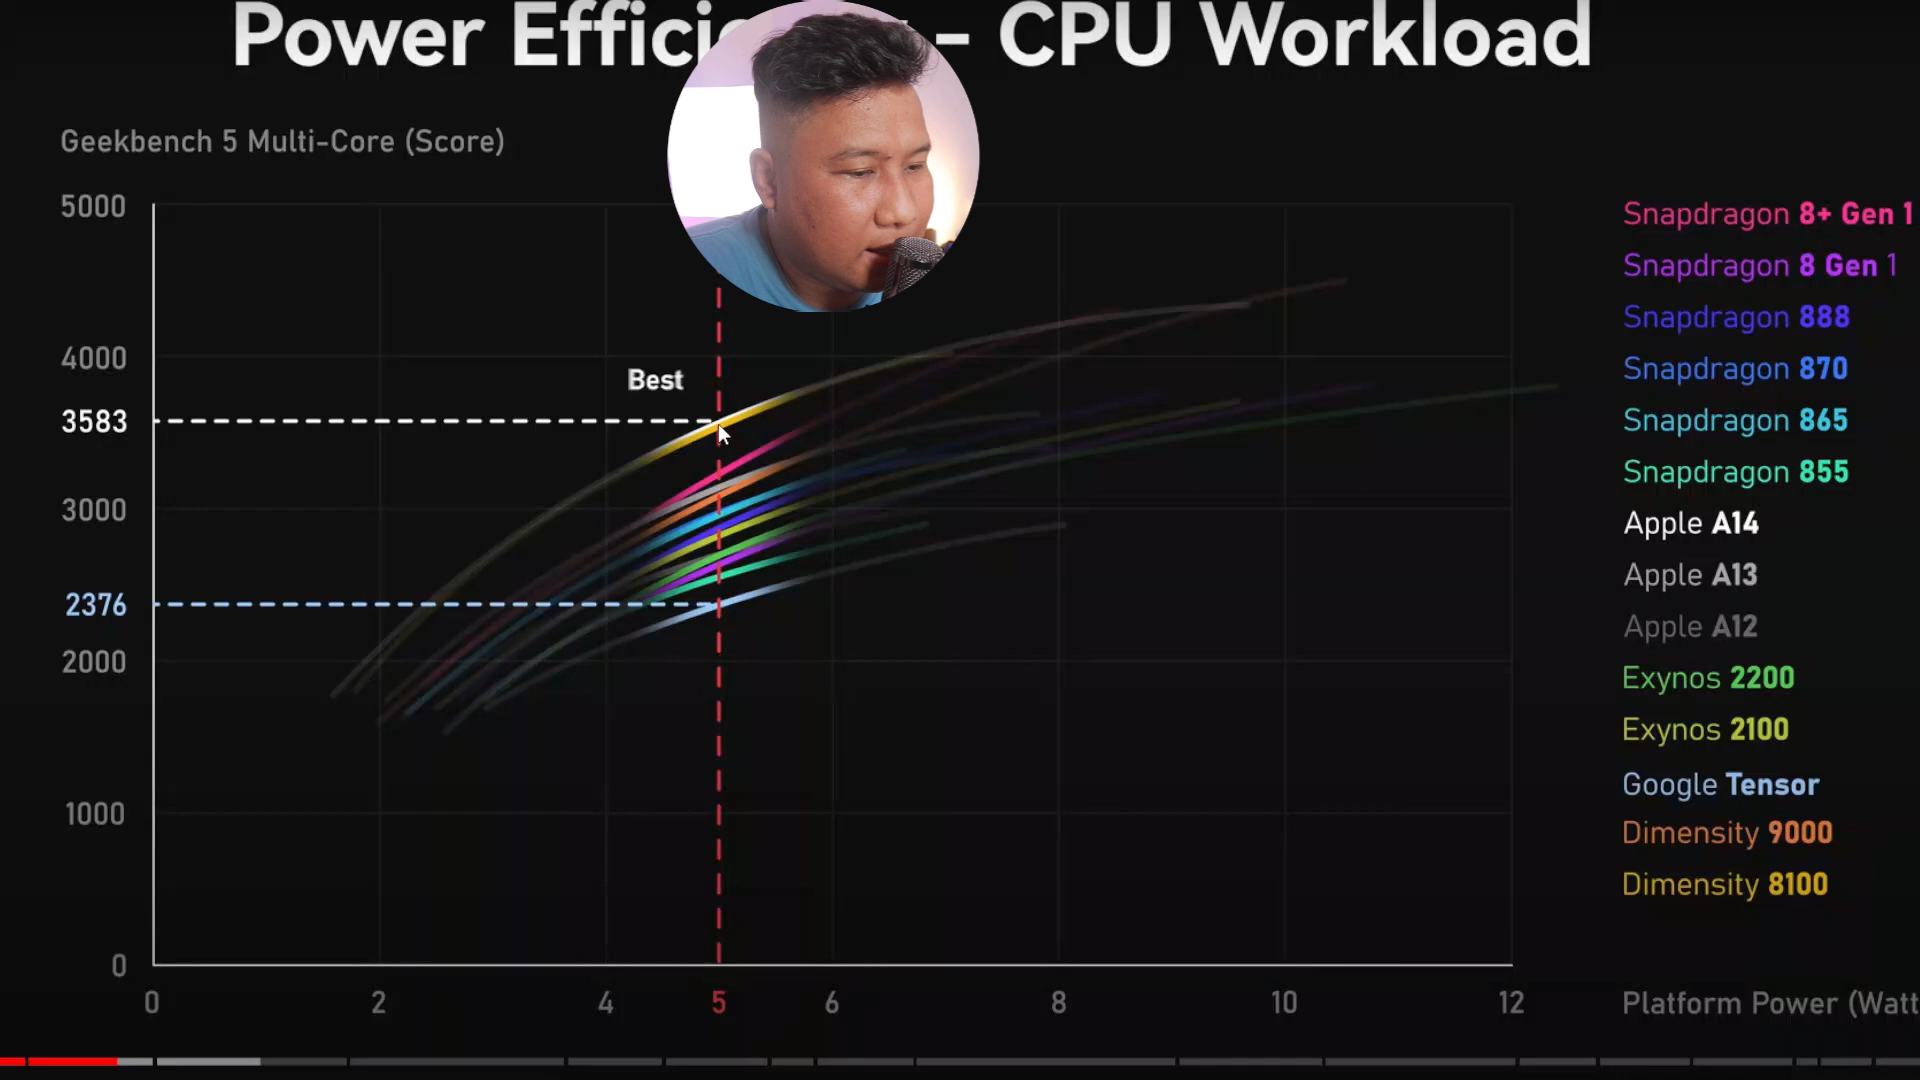 Power Effici - CPU Workload
Geekbench 5 Multi-Core (Score)
5000
4000
3583
3000
2376
2000
1000
0
Best
0 2 4 5 6 8 10 12
Platform Power (Watt
Snapdragon 8+ Gen 1
Snapdragon 8 Gen 1
Snapdragon 888
Snapdragon 870
Snapdragon 865
Snapdragon 855
Apple A14
Apple A13
Apple A12
Exynos 2200
Exynos 2100
Google Tensor
Dimensity 9000
Dimensity 8100